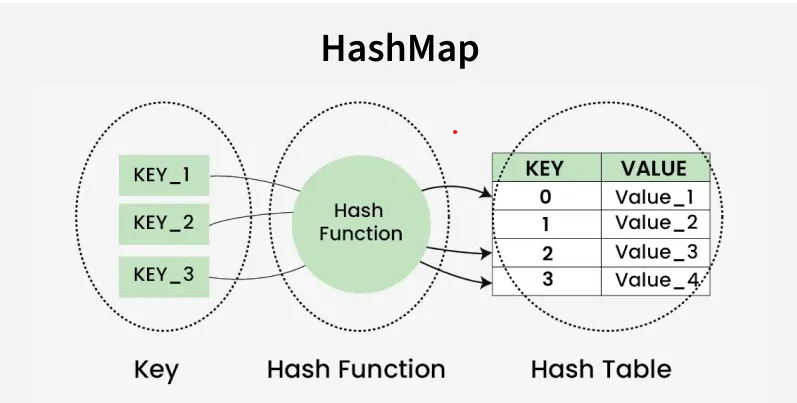 HashMap
KEY_1
KEY_2
KEY_3
Hash
Function
KEY VALUE
0 Value_1
1 Value_2
2 Value_3
3 Value_4
Key
Hash Function
Hash Table